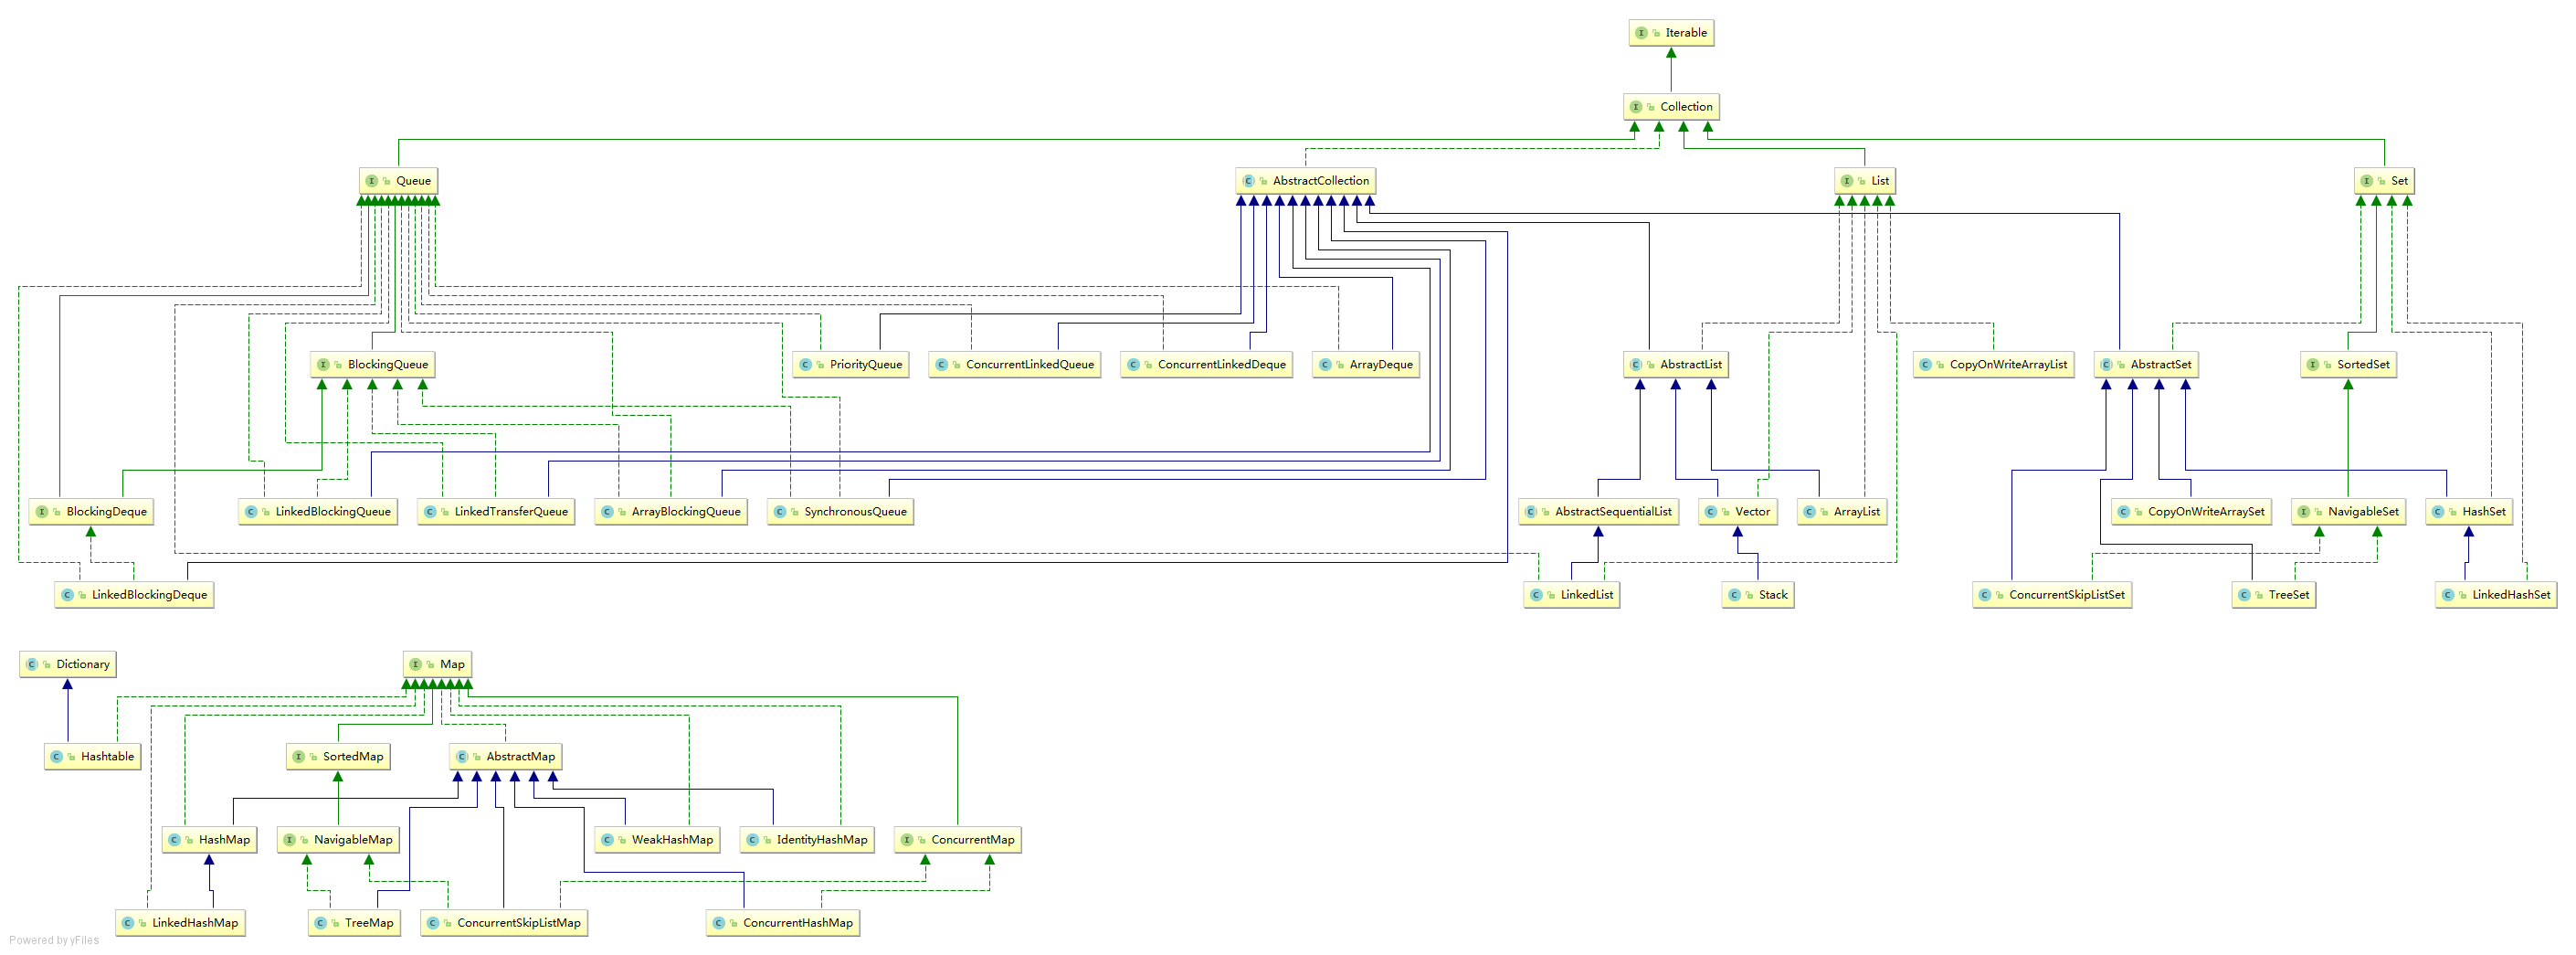 Iterable
Collection
Queue
AbstractCollection
List
Set
BlockingQueue
PriorityQueue
ConcurrentLinkedQueue
ConcurrentLinkedDeque
ArrayDeque
AbstractList
CopyOnWriteArrayList
AbstractSet
SortedSet
BlockingDeque
LinkedBlockingQueue
LinkedTransferQueue
ArrayBlockingQueue
SynchronousQueue
AbstractSequentialList
Vector
ArrayList
CopyOnWriteArraySet
NavigableSet
HashSet
LinkedBlockingDeque
LinkedList
Stack
ConcurrentSkipListSet
TreeSet
LinkedHashSet
Dictionary
Map
Hashtable
SortedMap
AbstractMap
HashMap
NavigableMap
WeakHashMap
IdentityHashMap
ConcurrentMap
LinkedHashMap
TreeMap
ConcurrentSkipListMap
ConcurrentHashMap
Powered by yFiles